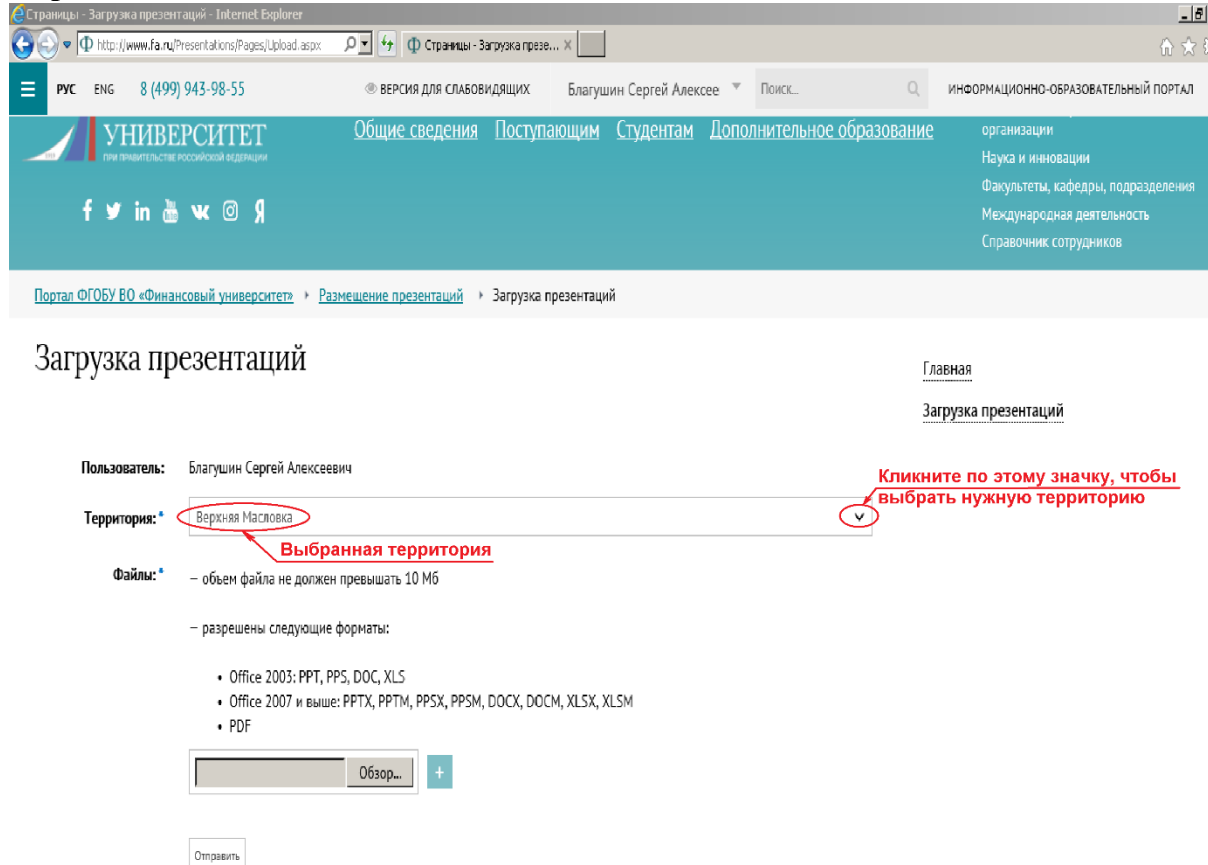 Страницы - Загрузка презентаций - Internet Explorer
http://www.fa.ru/Presentations/Pages/Upload.aspx
Страницы - Загрузка презе...
РУС ENG 8 (499) 943-98-55 ВЕРСИЯ ДЛЯ СЛАБОВИДЯЩИХ Благушин Сергей Алексее Поиск... ИНФОРМАЦИОННО-ОБРАЗОВАТЕЛЬНЫЙ ПОРТАЛ
УНИВЕРСИТЕТ
ПРИ ПРАВИТЕЛЬСТВЕ РОССИЙСКОЙ ФЕДЕРАЦИИ
Общие сведения Поступающим Студентам Дополнительное образование
организации
Наука и инновации
Факультеты, кафедры, подразделения
Международная деятельность
Справочник сотрудников
Портал ФГОБУ ВО «Финансовый университет» Размещение презентаций Загрузка презентаций
Загрузка презентаций
Главная
Загрузка презентаций
Пользователь: Благушин Сергей Алексеевич
Кликните по этому значку, чтобы
выбрать нужную территорию
Территория: * Верхняя Масловка
Выбранная территория
Файлы: * – объем файла не должен превышать 10 Мб
– разрешены следующие форматы:
• Office 2003: PPT, PPS, DOC, XLS
• Office 2007 и выше: PPTX, PPTM, PPSX, PPSM, DOCX, DOCM, XLSX, XLSM
• PDF
Обзор... +
Отправить